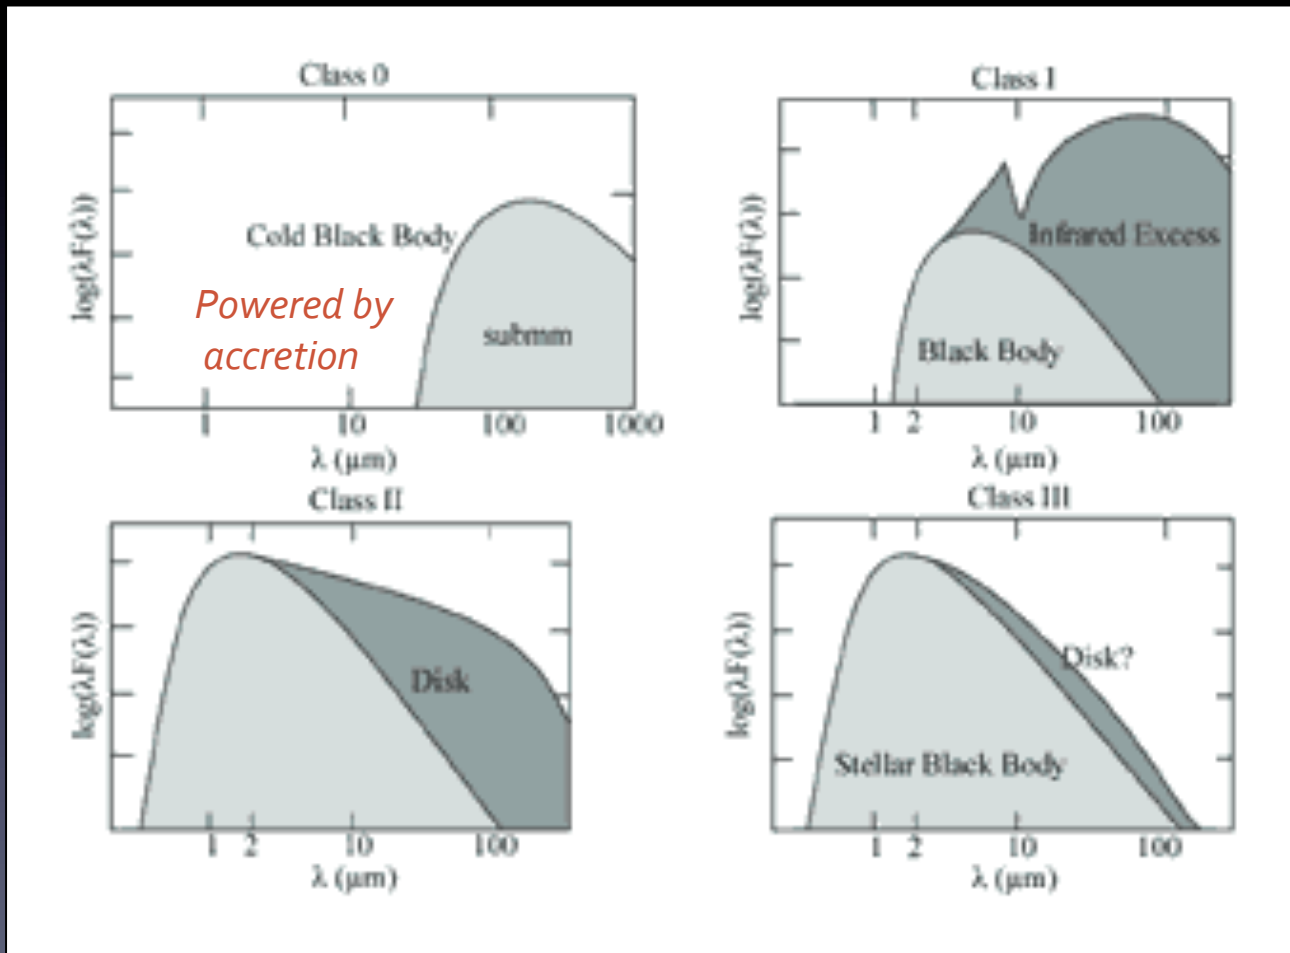 Class 0
log(λF(λ))
Cold Black Body
Powered by
accretion
submm
1 10 100 1000
λ (μm)
Class I
log(λF(λ))
Infrared Excess
Black Body
1 2 10 100
λ (μm)
Class II
log(λF(λ))
Disk
1 2 10 100
λ (μm)
Class III
log(λF(λ))
Disk?
Stellar Black Body
1 2 10 100
λ (μm)